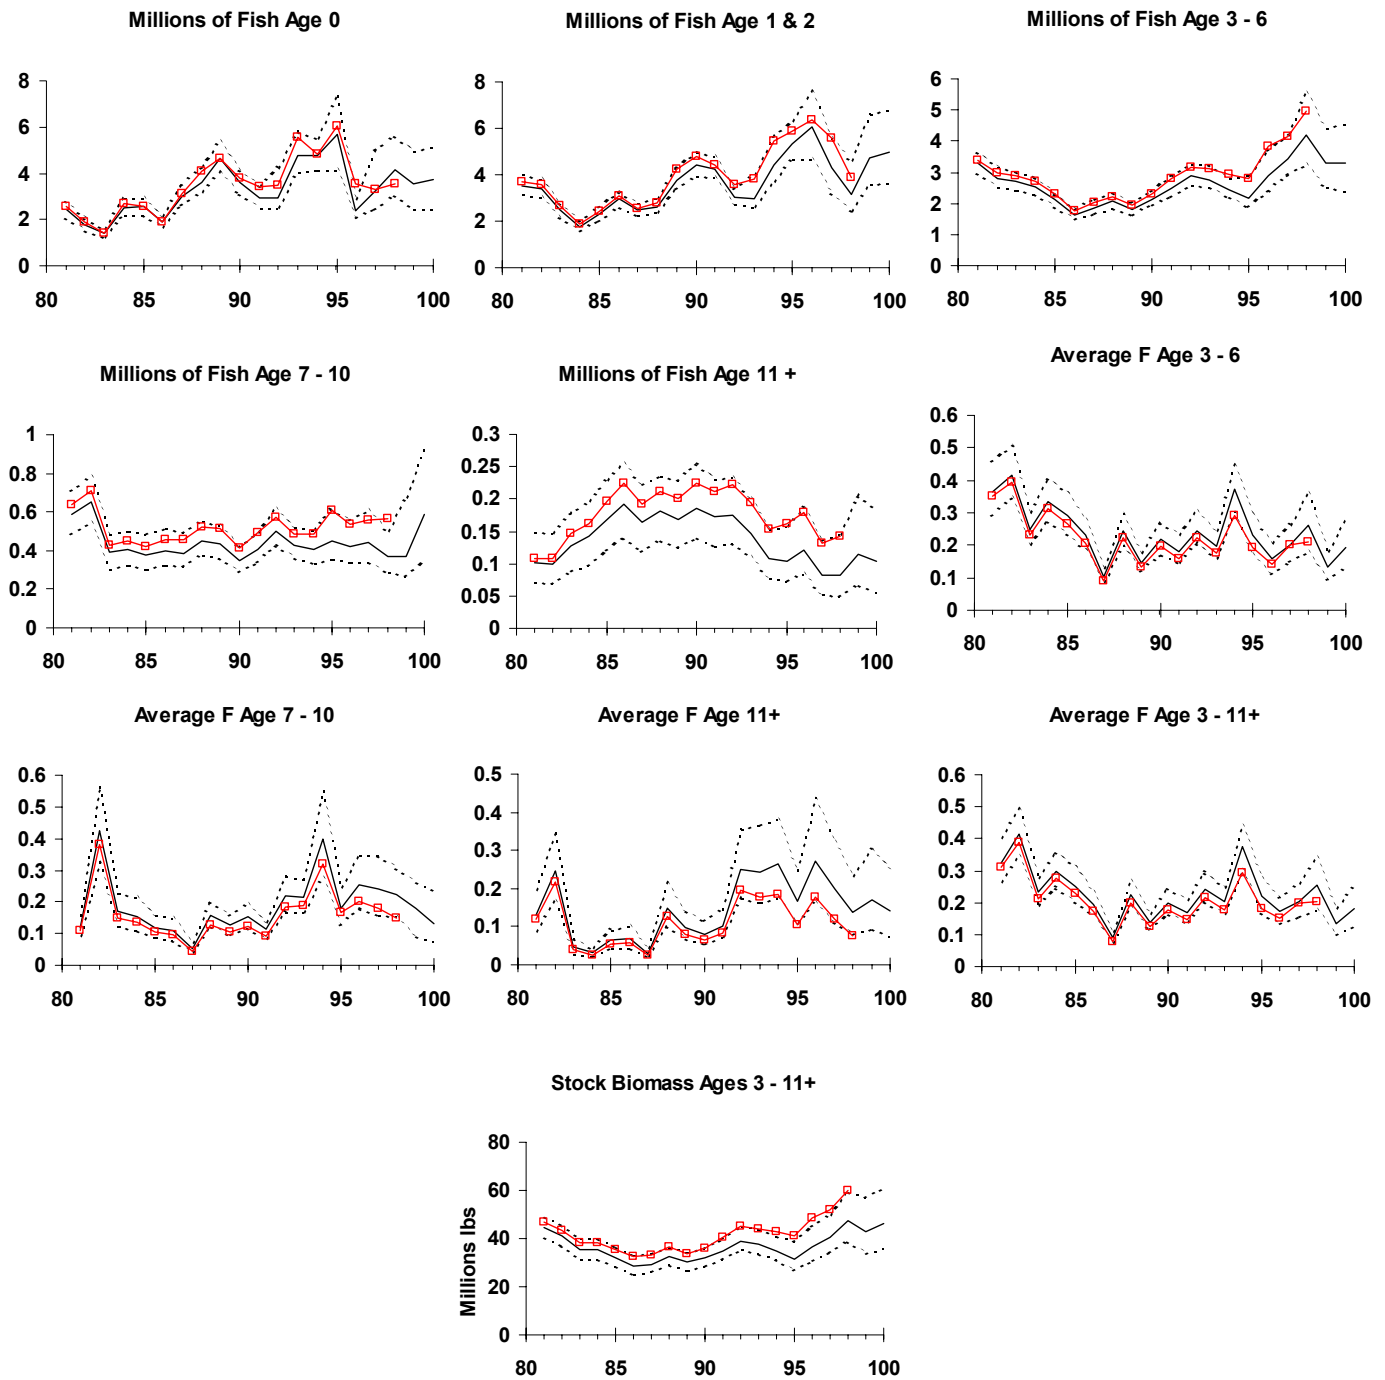 Millions of Fish Age 0
Millions of Fish Age 1 & 2
Millions of Fish Age 3 - 6
8
6
4
2
0
80 85 90 95 100
8
6
4
2
0
80 85 90 95 100
6
5
4
3
2
1
0
80 85 90 95 100
Millions of Fish Age 7 - 10
Millions of Fish Age 11 +
Average F Age 3 - 6
1
0.8
0.6
0.4
0.2
0
80 85 90 95 100
0.3
0.25
0.2
0.15
0.1
0.05
0
80 85 90 95 100
0.6
0.5
0.4
0.3
0.2
0.1
0
80 85 90 95 100
Average F Age 7 - 10
Average F Age 11+
Average F Age 3 - 11+
0.6
0.5
0.4
0.3
0.2
0.1
0
80 85 90 95 100
0.5
0.4
0.3
0.2
0.1
0
80 85 90 95 100
0.6
0.5
0.4
0.3
0.2
0.1
0
80 85 90 95 100
Stock Biomass Ages 3 - 11+
Millions lbs
80
60
40
20
0
80 85 90 95 100